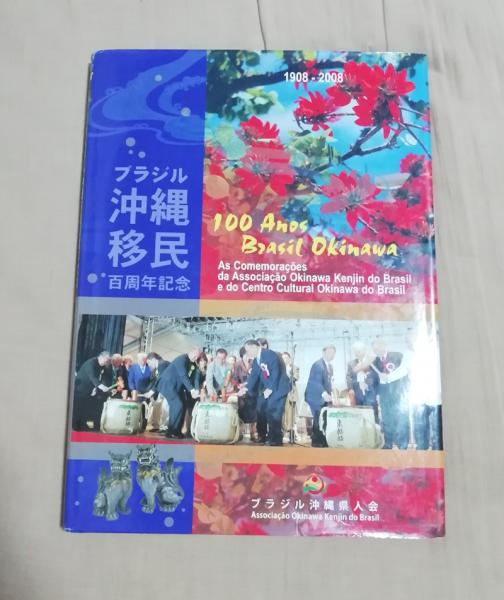 1908 - 2008
ブラジル
沖縄
移民
百周年記念
100 Anos
Brasil Okinawa
As Comemorações
da Associação Okinawa Kenjin do Brasil
e do Centro Cultural Okinawa do Brasil
ブラジル沖縄県人会
Associação Okinawa Kenjin do Brasil